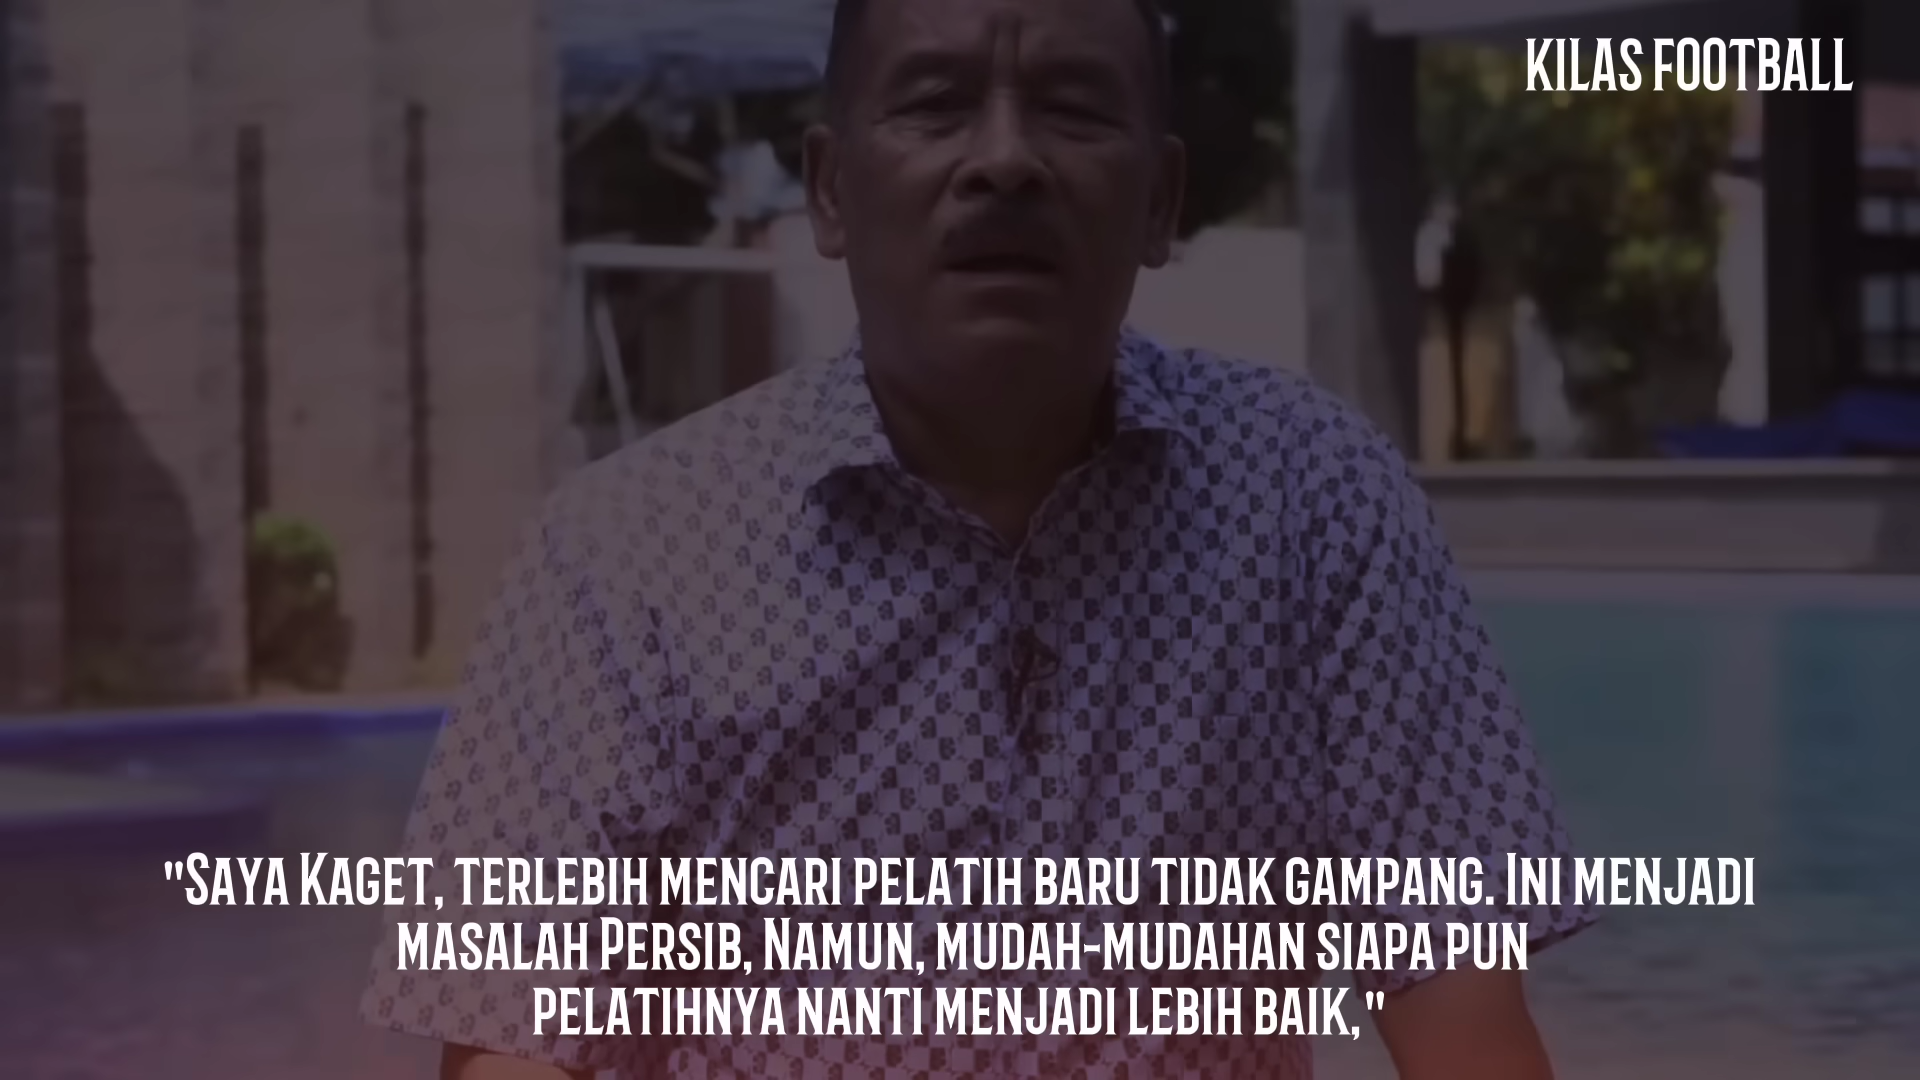 KILAS FOOTBALL
"Saya Kaget, terlebih mencari pelatih baru tidak gampang. Ini menjadi
masalah Persib, Namun, mudah-mudahan siapa pun
pelatihnya nanti menjadi lebih baik,"